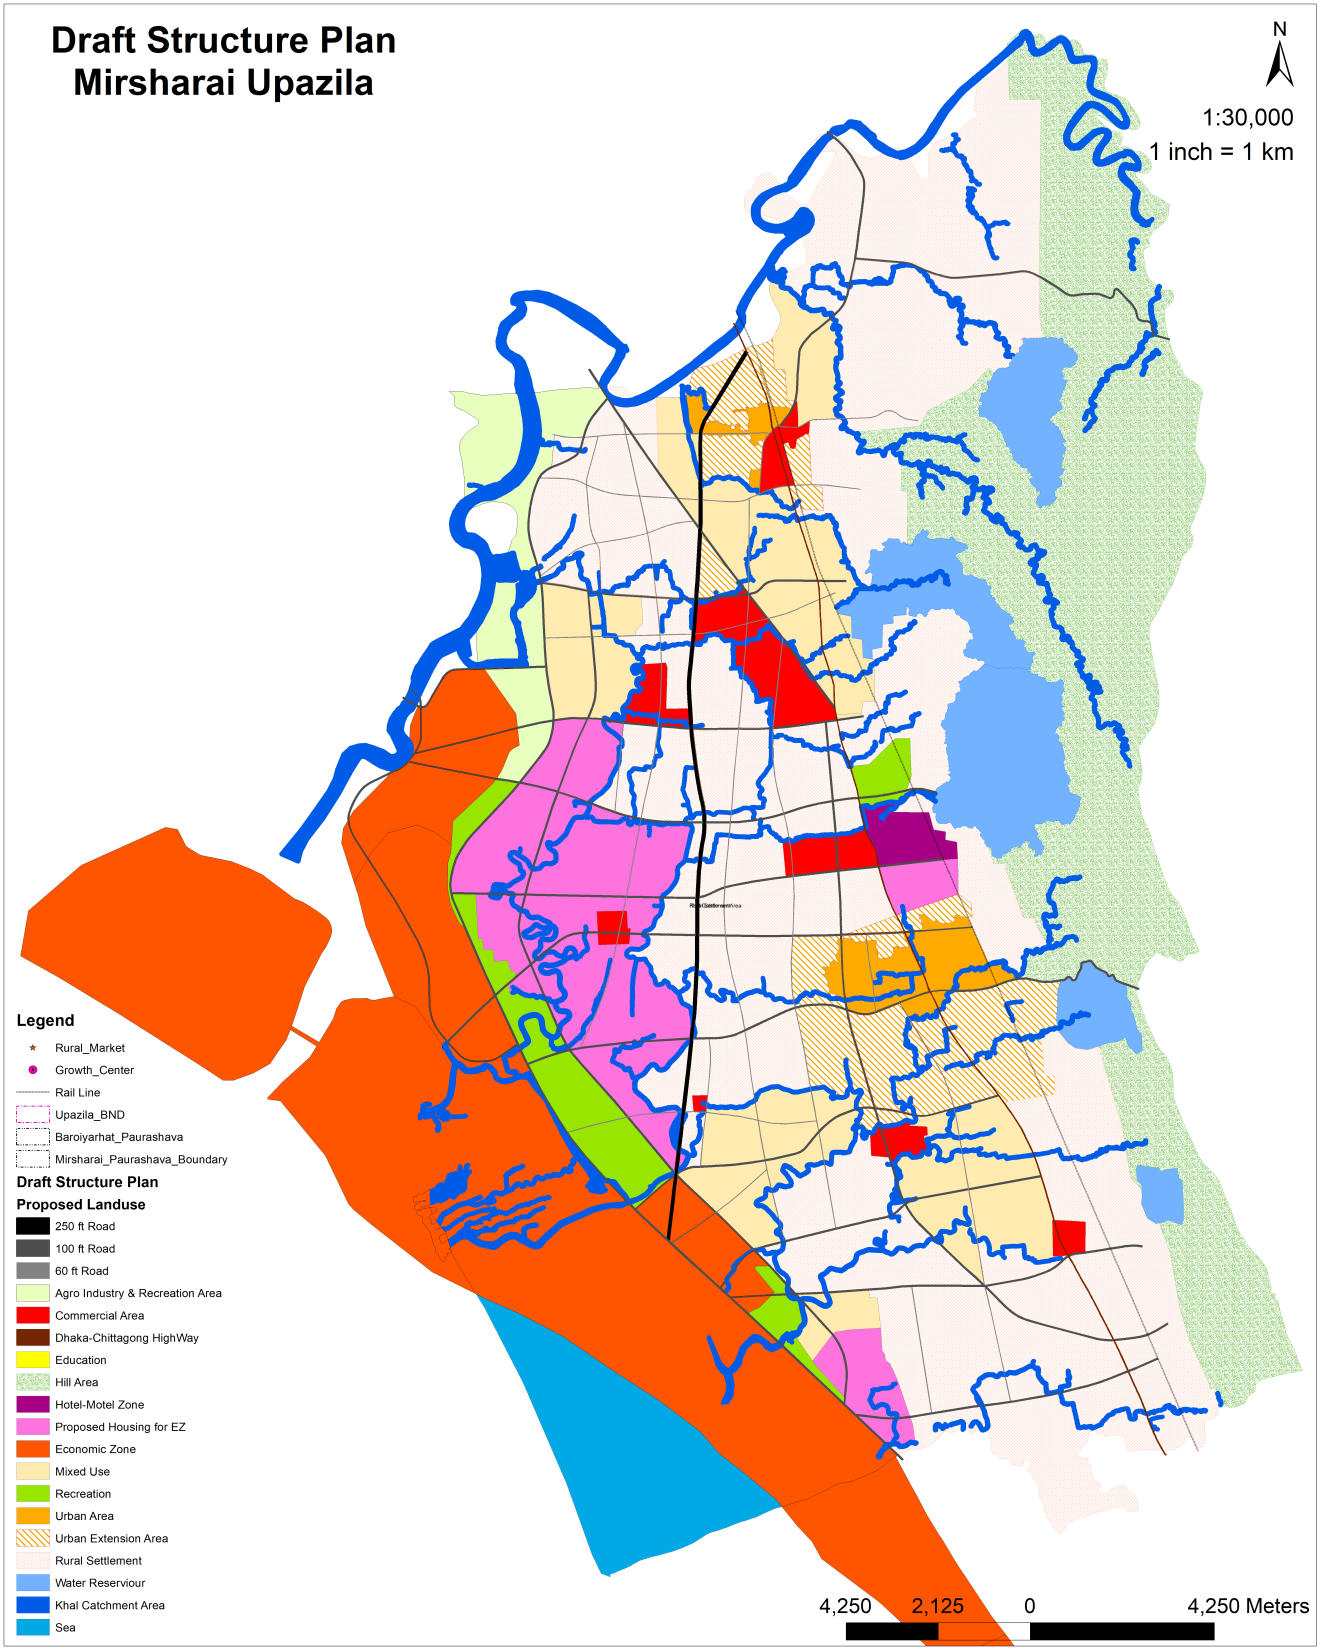 Draft Structure Plan
Mirsharai Upazila
N
1:30,000
1 inch = 1 km
Legend
Rural_Market
Growth_Center
Rail Line
Upazila_BND
Baroiyarhat_Paurashava
Mirsharai_Paurashava_Boundary
Draft Structure Plan
Proposed Landuse
250 ft Road
100 ft Road
60 ft Road
Agro Industry & Recreation Area
Commercial Area
Dhaka-Chittagong HighWay
Education
Hill Area
Hotel-Motel Zone
Proposed Housing for EZ
Economic Zone
Mixed Use
Recreation
Urban Area
Urban Extension Area
Rural Settlement
Water Reserviour
Khal Catchment Area
Sea
4,250 2,125 0 4,250 Meters